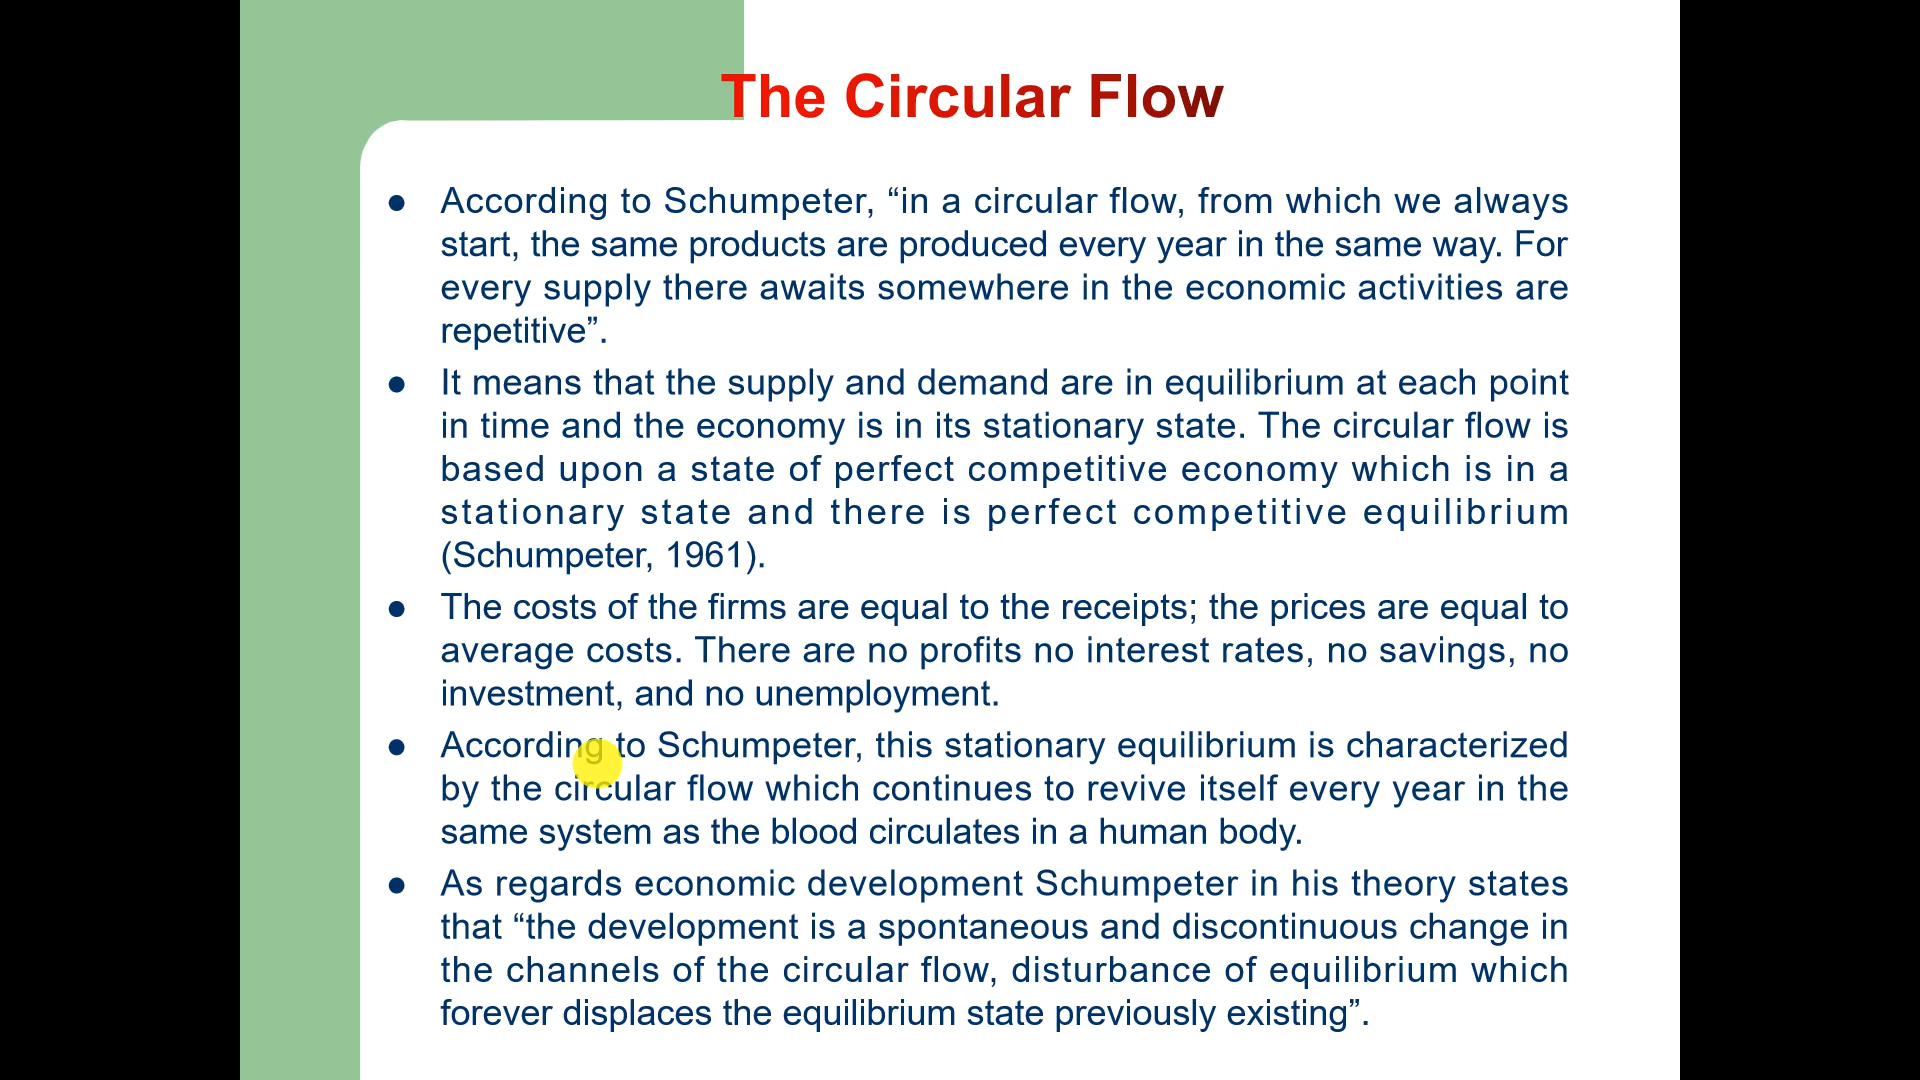 The Circular Flow
● According to Schumpeter, “in a circular flow, from which we always
start, the same products are produced every year in the same way. For
every supply there awaits somewhere in the economic activities are
repetitive”.
● It means that the supply and demand are in equilibrium at each point
in time and the economy is in its stationary state. The circular flow is
based upon a state of perfect competitive economy which is in a
stationary state and there is perfect competitive equilibrium
(Schumpeter, 1961).
● The costs of the firms are equal to the receipts; the prices are equal to
average costs. There are no profits no interest rates, no savings, no
investment, and no unemployment.
● According to Schumpeter, this stationary equilibrium is characterized
by the circular flow which continues to revive itself every year in the
same system as the blood circulates in a human body.
● As regards economic development Schumpeter in his theory states
that “the development is a spontaneous and discontinuous change in
the channels of the circular flow, disturbance of equilibrium which
forever displaces the equilibrium state previously existing”.